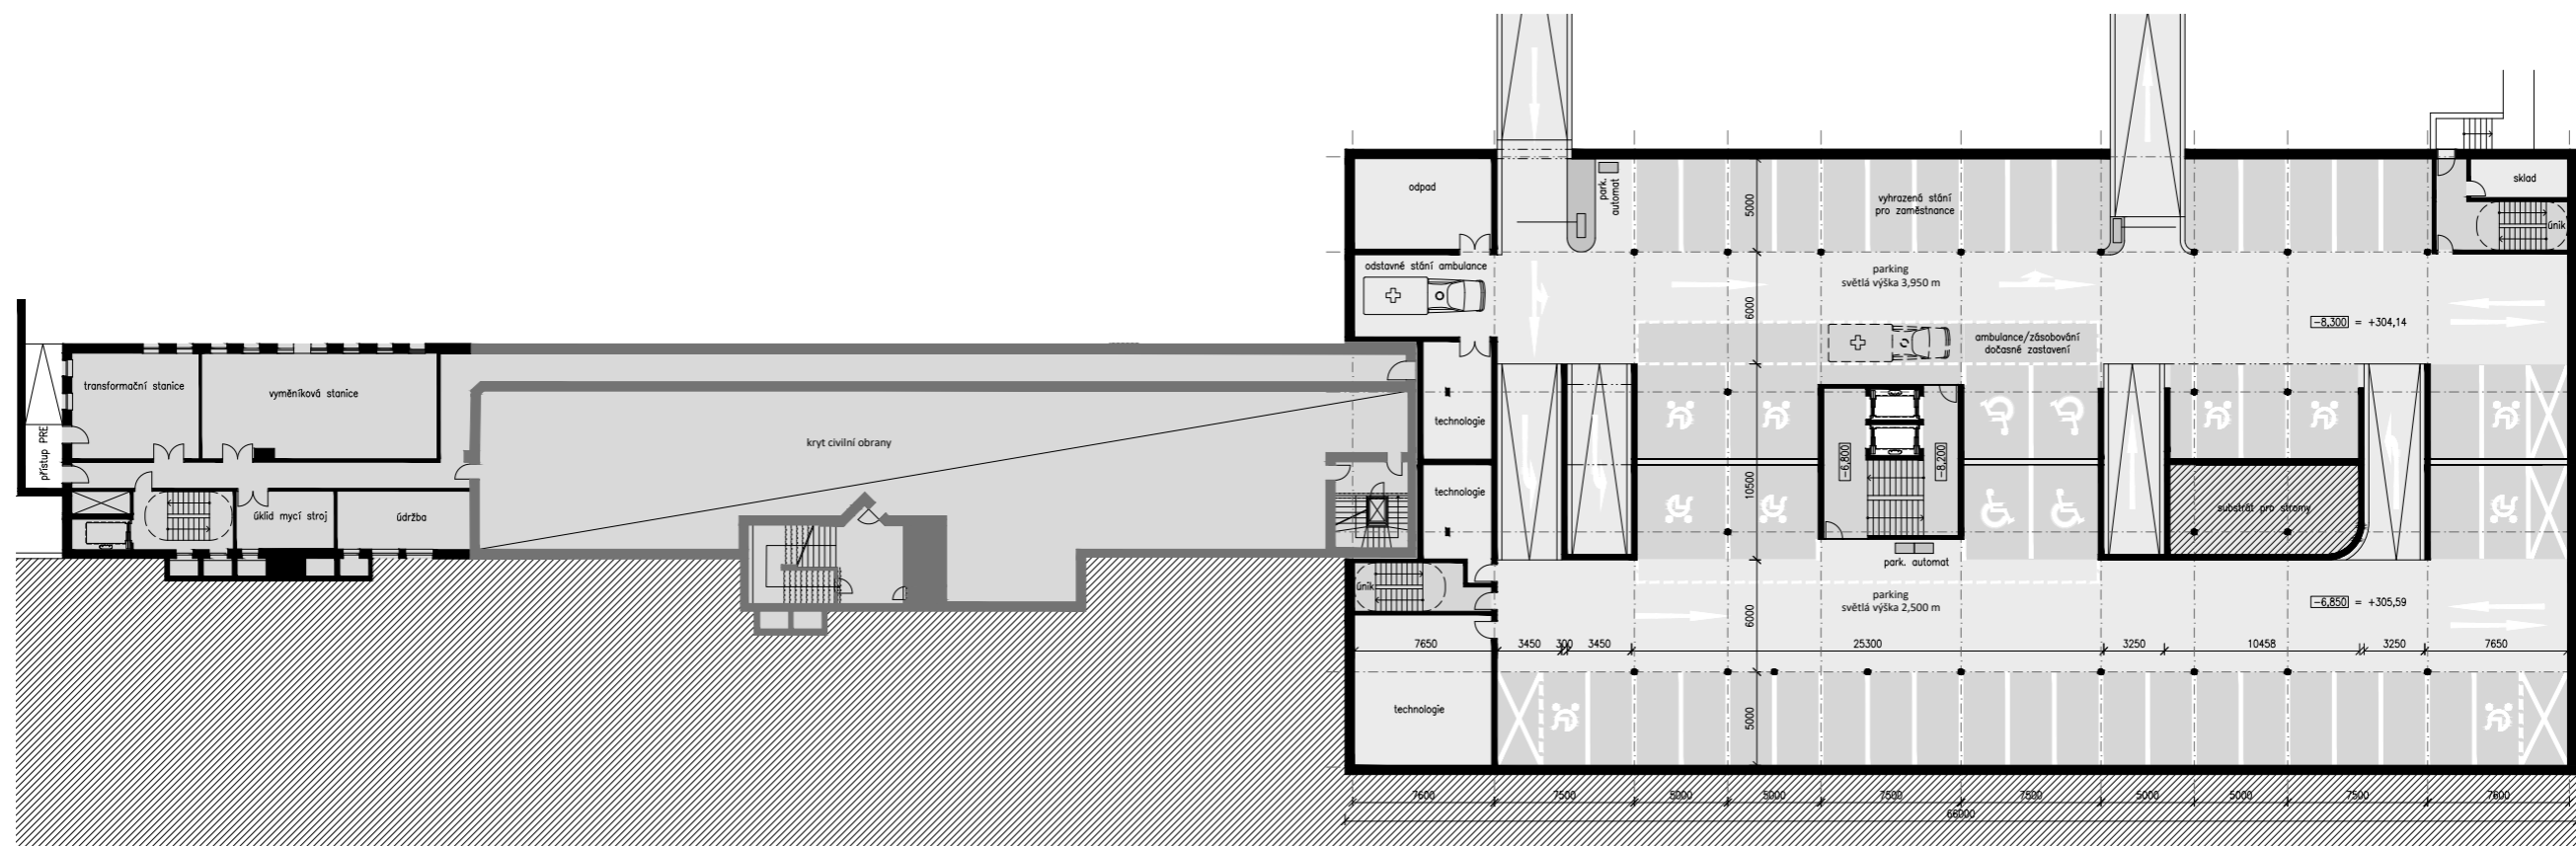 odpad
park.
automat
vyhrazená stání
pro zaměstnance
sklad
únik
5000
odstavné stání ambulance
parking
světlá výška 3,950 m
6000
-8,300 = +304,14
ambulance/zásobování
dočasné zastavení
transformační stanice
vyměníková stanice
přístup PRE
kryt civilní obrany
technologie
-6,800
-8,200
technologie
10500
úklid mycí stroj
údržba
substrát pro stromy
park. automat
únik
parking
světlá výška 2,500 m
-6,850 = +305,59
6000
7650
3450
300
3450
25300
3250
10458
3250
7650
technologie
5000
7600
7500
5000
5000
7500
7500
5000
5000
7500
7600
66000